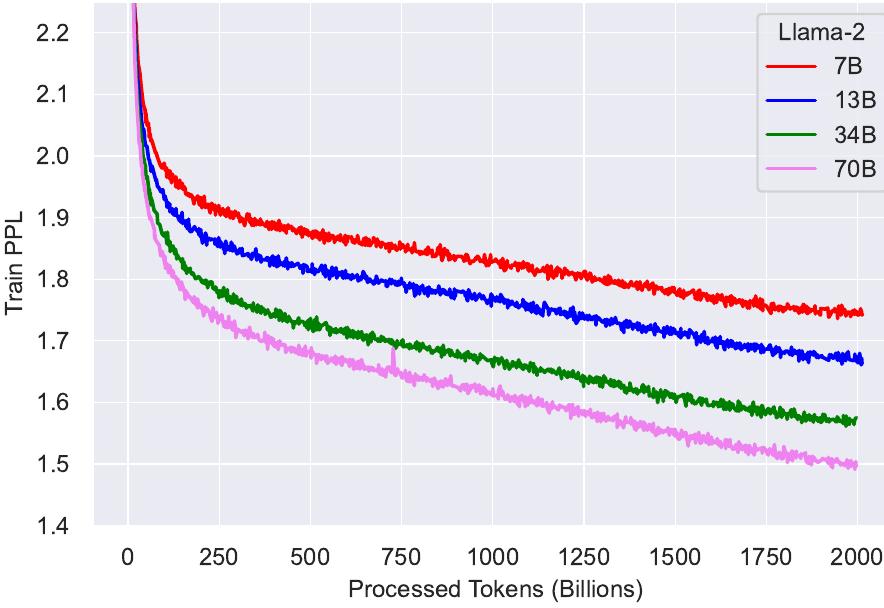 Llama-2
7B
13B
34B
70B
Train PPL
2.2
2.1
2.0
1.9
1.8
1.7
1.6
1.5
1.4
0 250 500 750 1000 1250 1500 1750 2000
Processed Tokens (Billions)